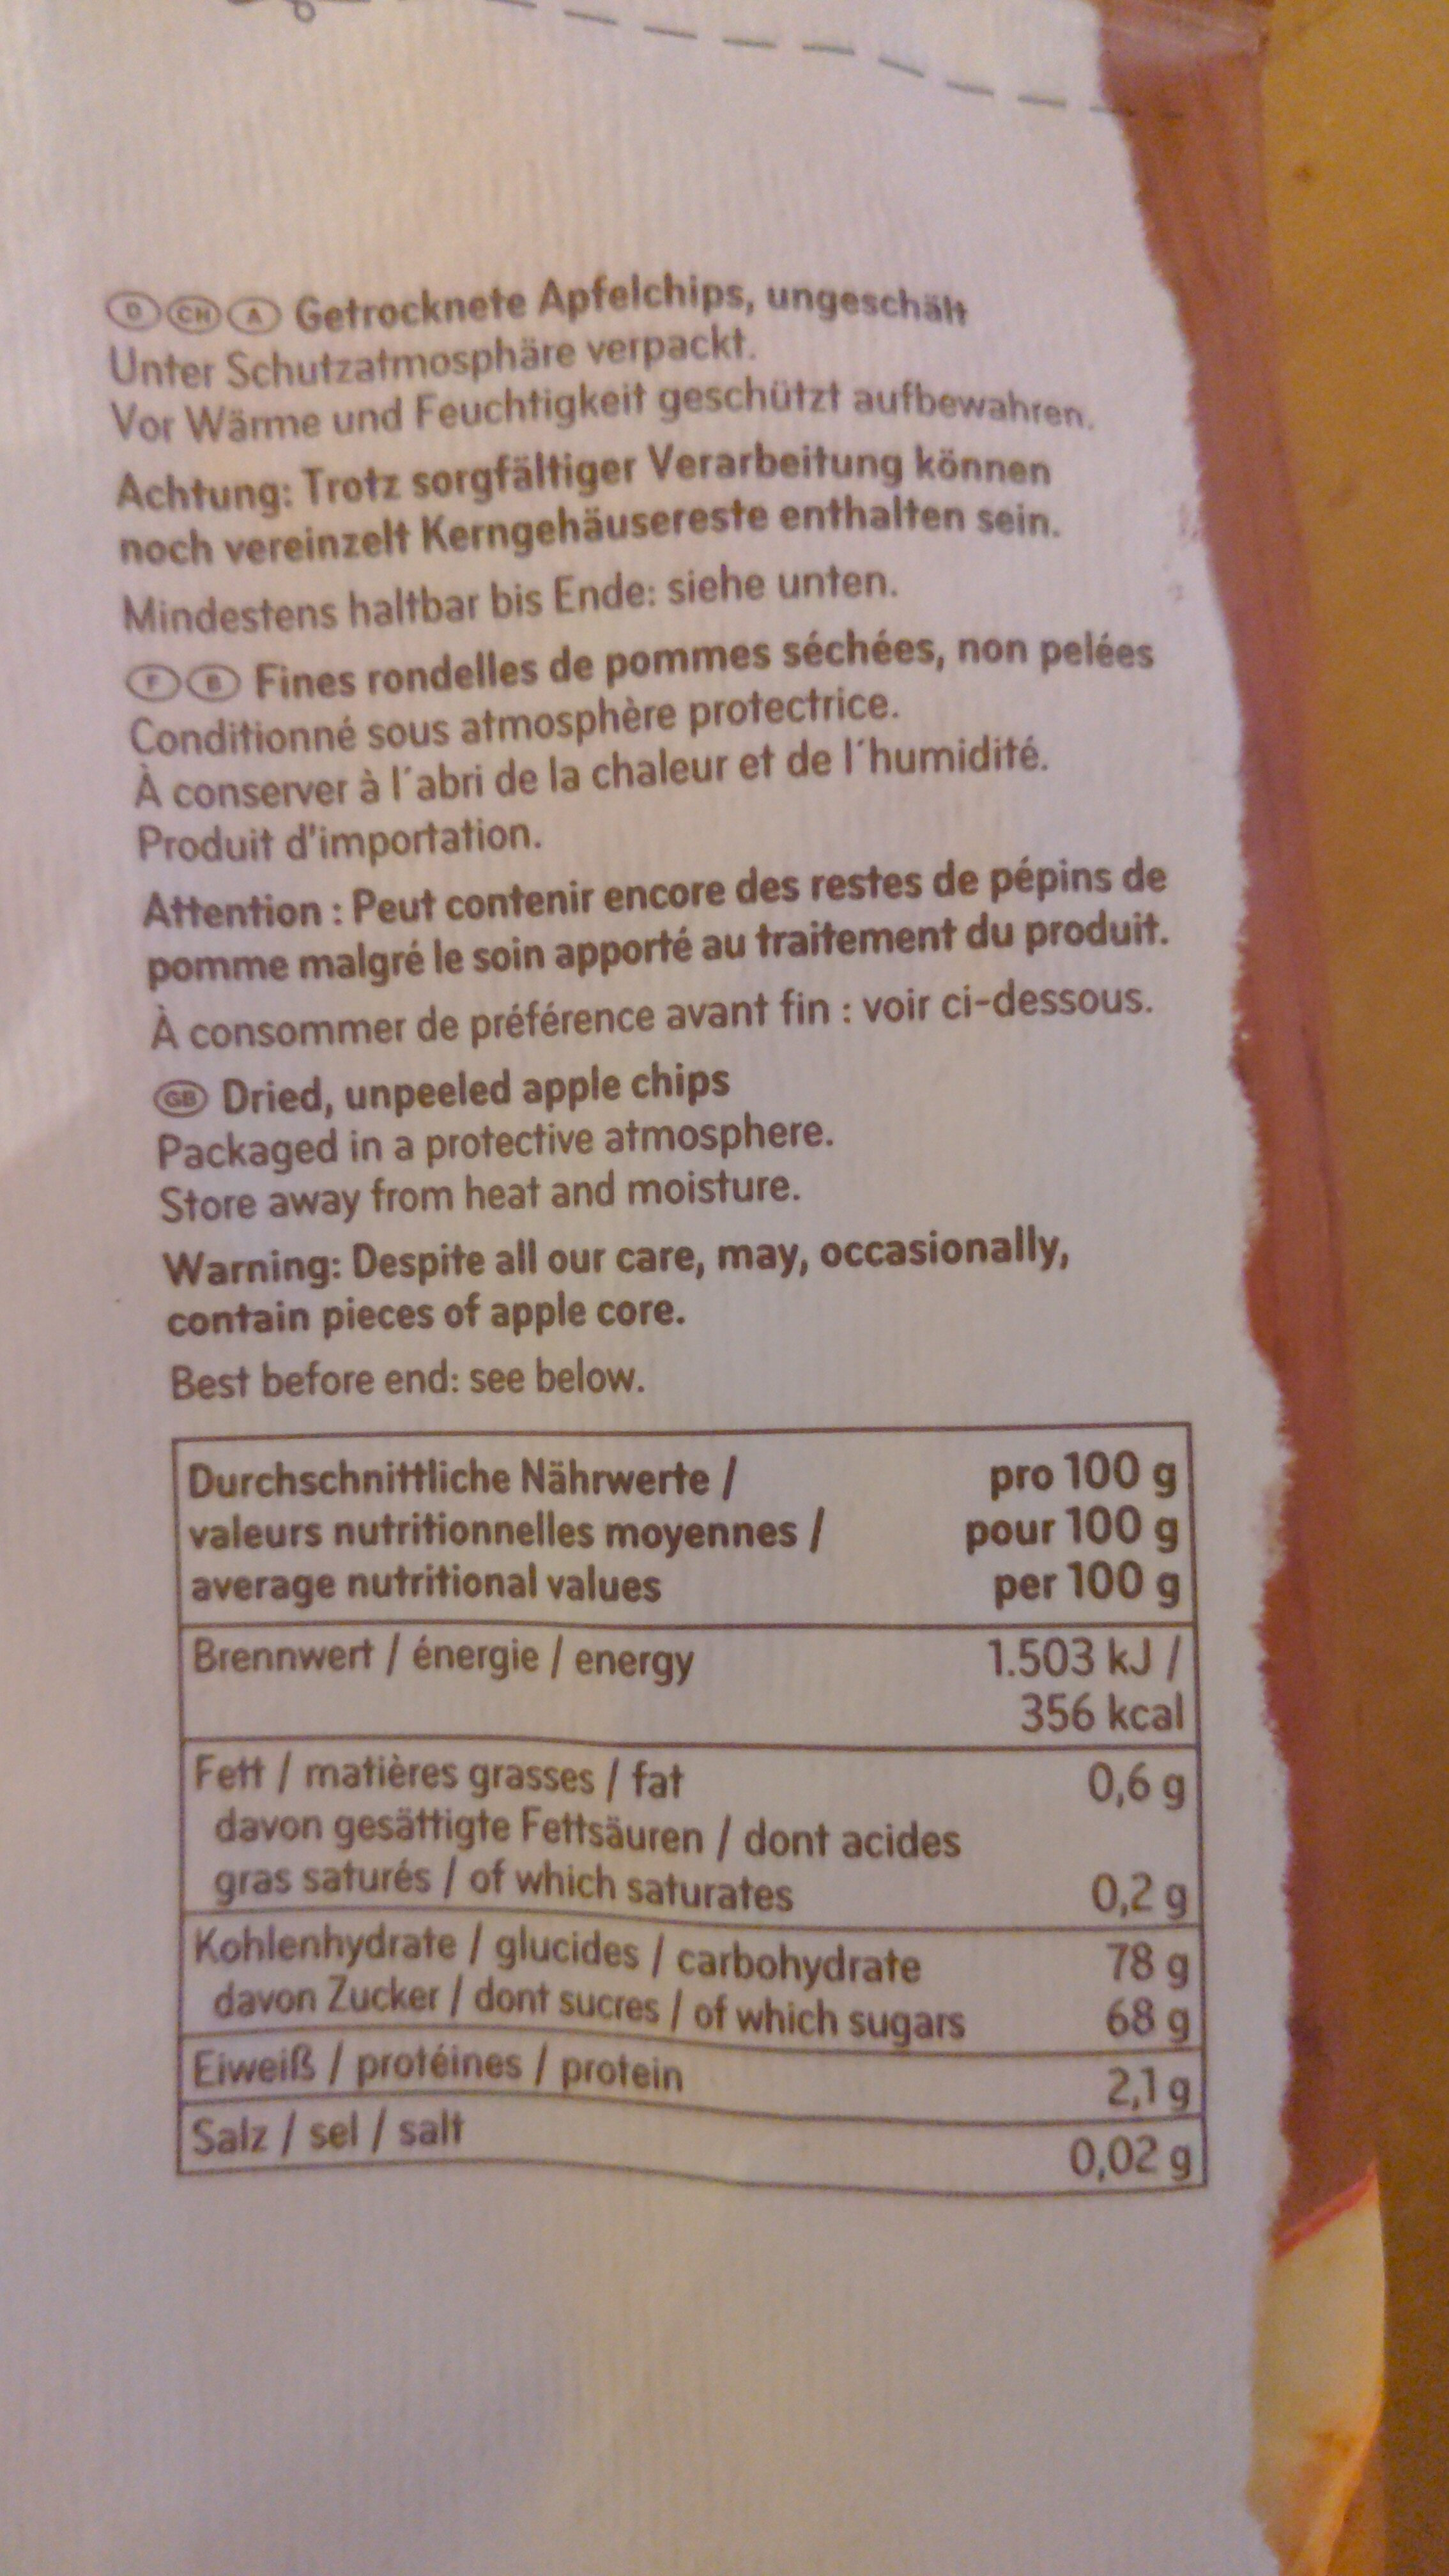 D CH A Getrocknete Apfelchips, ungeschält
Unter Schutzatmosphäre verpackt.
Vor Wärme und Feuchtigkeit geschützt aufbewahren.
Achtung: Trotz sorgfältiger Verarbeitung können
noch vereinzelt Kerngehäusereste enthalten sein.
Mindestens haltbar bis Ende: siehe unten.
F B Fines rondelles de pommes séchées, non pelées
Conditionné sous atmosphère protectrice.
À conserver à l´abri de la chaleur et de l´humidité.
Produit d'importation.
Attention : Peut contenir encore des restes de pépins de
pomme malgré le soin apporté au traitement du produit.
À consommer de préférence avant fin : voir ci-dessous.
GB Dried, unpeeled apple chips
Packaged in a protective atmosphere.
Store away from heat and moisture.
Warning: Despite all our care, may, occasionally,
contain pieces of apple core.
Best before end: see below.
Durchschnittliche Nährwerte / pro 100 g
valeurs nutritionnelles moyennes / pour 100 g
average nutritional values per 100 g
Brennwert / énergie / energy 1.503 kJ /
356 kcal
Fett / matières grasses / fat 0,6 g
davon gesättigte Fettsäuren / dont acides
gras saturés / of which saturates 0,2 g
Kohlenhydrate / glucides / carbohydrate 78 g
davon Zucker / dont sucres / of which sugars 68 g
Eiweiß / protéines / protein 2,1 g
Salz / sel / salt 0,02 g